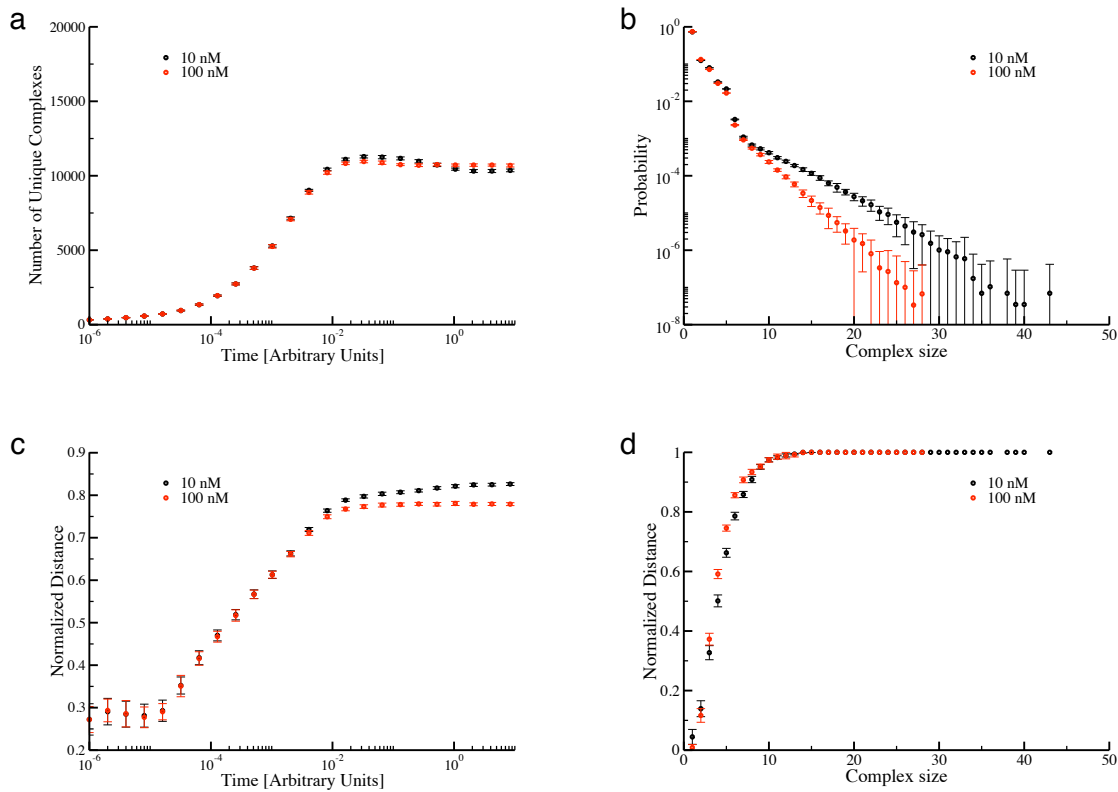 a
20000
15000
10000
5000
0
Number of Unique Complexes
10 nM
100 nM
10^-6
10^-4
10^-2
10^0
Time [Arbitrary Units]
b
10^0
10^-2
10^-4
10^-6
10^-8
Probability
10 nM
100 nM
0
10
20
30
40
50
Complex size
c
0.9
0.8
0.7
0.6
0.5
0.4
0.3
0.2
Normalized Distance
10 nM
100 nM
10^-6
10^-4
10^-2
10^0
Time [Arbitrary Units]
d
1
0.8
0.6
0.4
0.2
0
Normalized Distance
10 nM
100 nM
0
10
20
30
40
50
Complex size